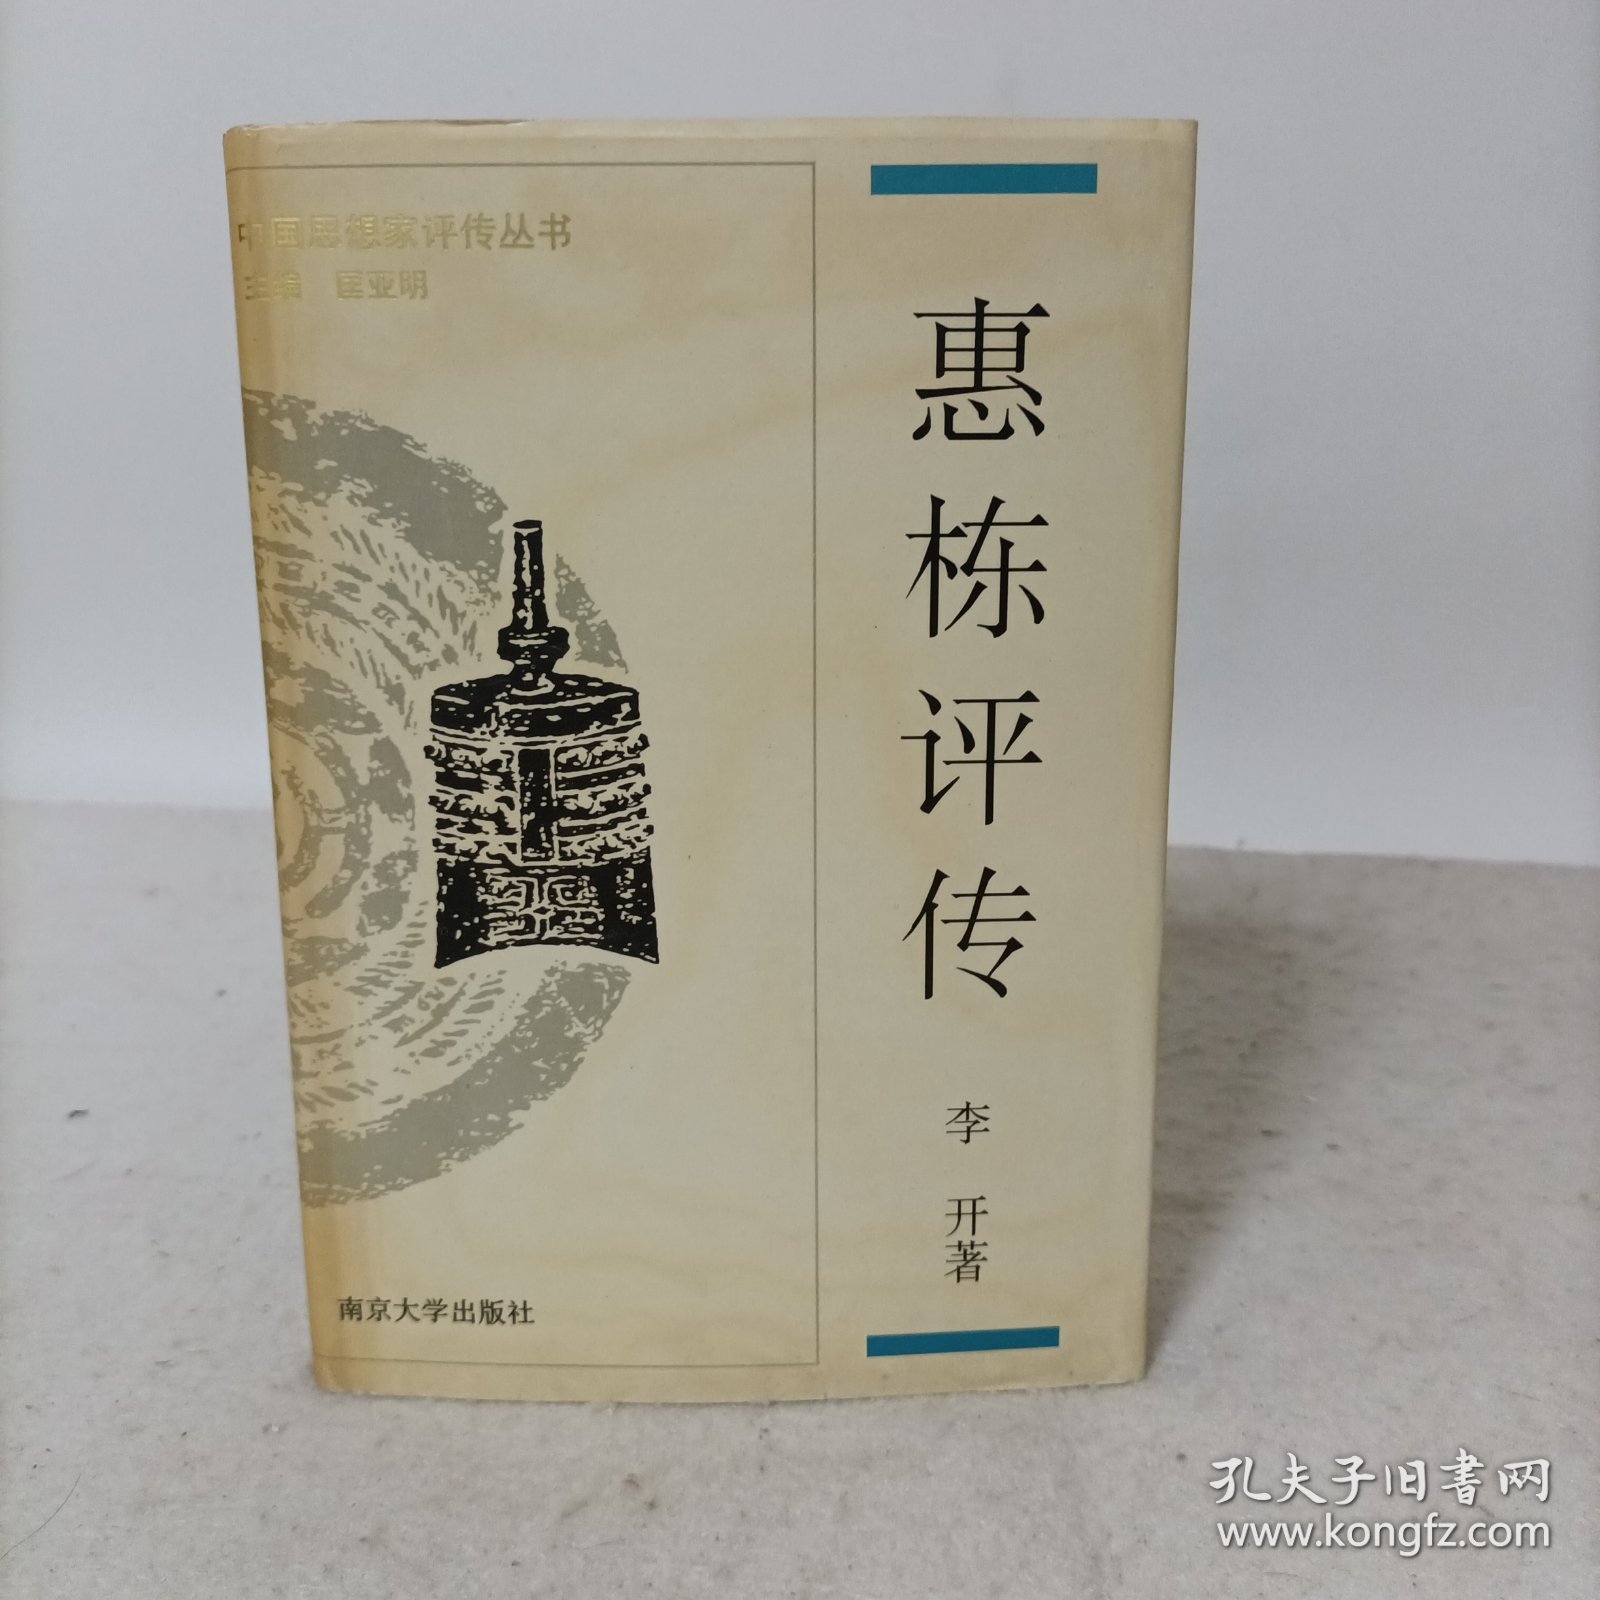 中国思想家评传丛书
主编 匡亚明
惠栋评传
李开著
南京大学出版社
孔夫子旧书网
www.kongfz.com